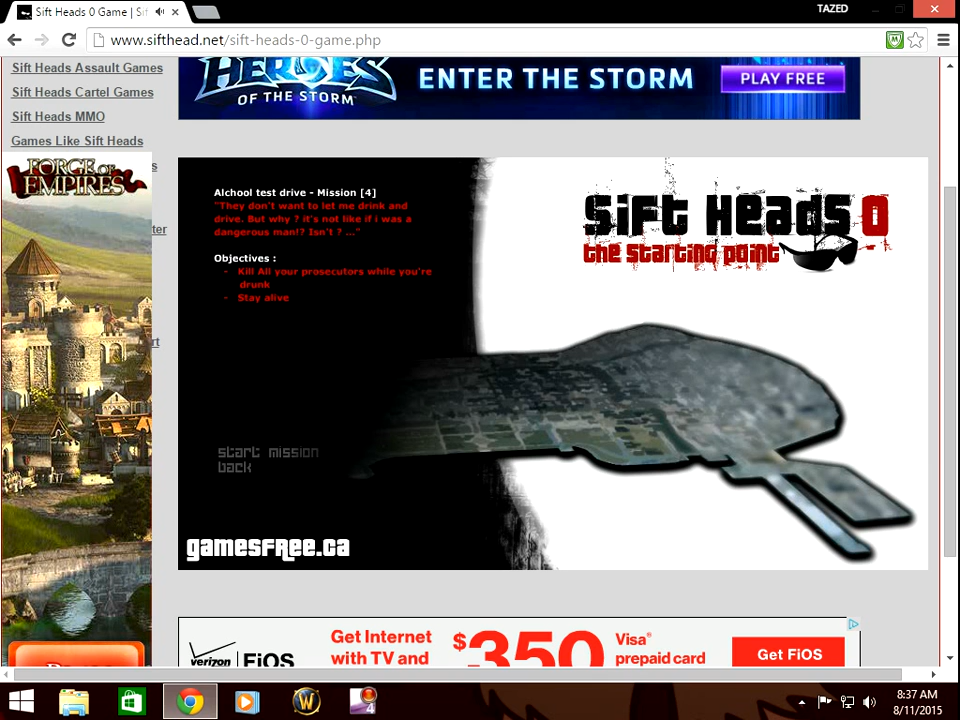 Sift Heads 0 Game | Sif
TAZED
www.sifthead.net/sift-heads-0-game.php
Sift Heads Assault Games
Sift Heads Cartel Games
Sift Heads MMO
Games Like Sift Heads
HEROES
OF THE STORM
ENTER THE STORM
PLAY FREE
FORGE OF
EMPIRES
Alchool test drive - Mission [4]
"They don't want to let me drink and
drive. But why ? it's not like if i was a
dangerous man!? Isn't ? ..."
Objectives :
- Kill All your prosecutors while you're
drunk
- Stay alive
Sift Heads 0
the starting point
start mission
back
gamesfree.ca
verizon | FiOS
Get Internet
with TV and
$350
Visa®
prepaid card
Get FiOS
8:37 AM
8/11/2015